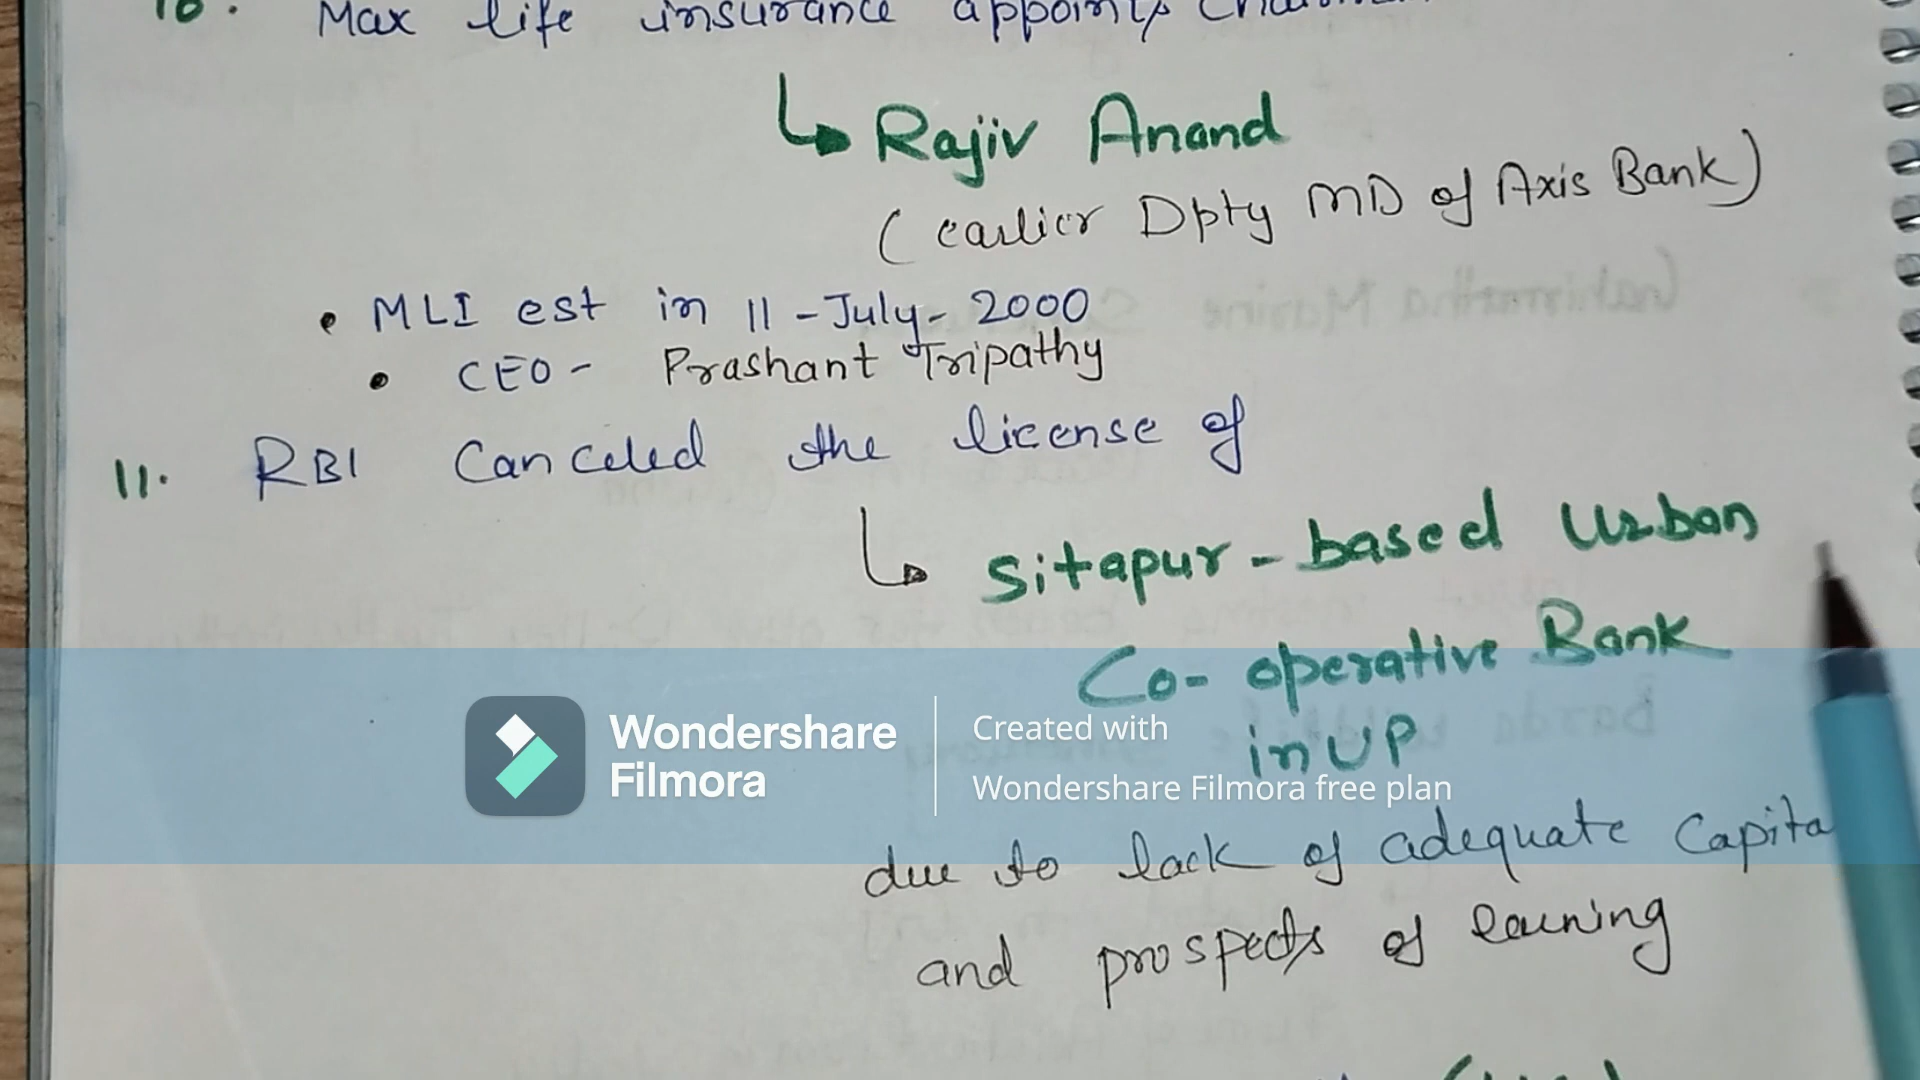 10. Max life insurance appoints
Rajiv Anand
(earlier Dpty MD of Axis Bank)
• MLI est in 11-July-2000
• CEO - Prashant Tripathy
11. RBI Canceled the license of
Sitapur-based Urban
Co-operative Bank
in UP
Wondershare Filmora
Created with
Wondershare Filmora free plan
due to lack of adequate Capita
and prospects of earning